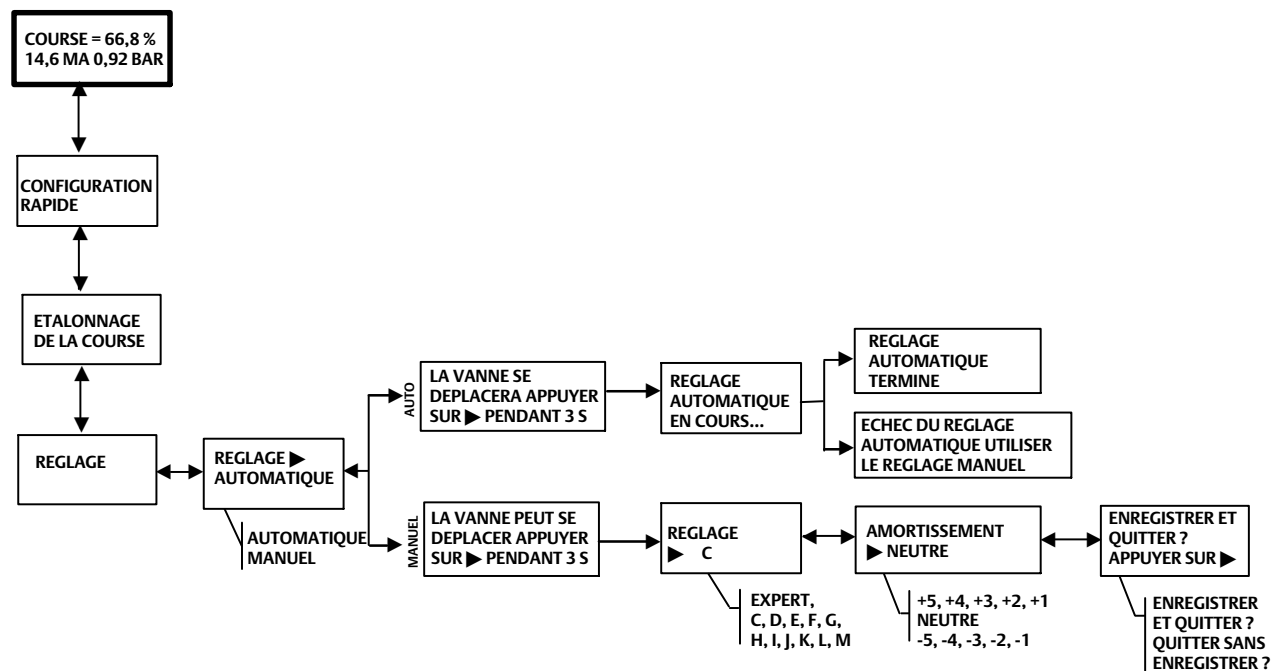 COURSE = 66,8 %
14,6 MA 0,92 BAR
CONFIGURATION
RAPIDE
ETALONNAGE
DE LA COURSE
REGLAGE
REGLAGE ▶
AUTOMATIQUE
AUTOMATIQUE
MANUEL
AUTO
LA VANNE SE
DEPLACERA APPUYER
SUR ▶ PENDANT 3 S
REGLAGE
AUTOMATIQUE
EN COURS...
REGLAGE
AUTOMATIQUE
TERMINE
ECHEC DU REGLAGE
AUTOMATIQUE UTILISER
LE REGLAGE MANUEL
MANUEL
LA VANNE PEUT SE
DEPLACER APPUYER
SUR ▶ PENDANT 3 S
REGLAGE
▶ C
EXPERT,
C, D, E, F, G,
H, I, J, K, L, M
AMORTISSEMENT
▶ NEUTRE
+5, +4, +3, +2, +1
NEUTRE
-5, -4, -3, -2, -1
ENREGISTRER ET
QUITTER ?
APPUYER SUR ▶
ENREGISTRER
ET QUITTER ?
QUITTER SANS
ENREGISTRER ?